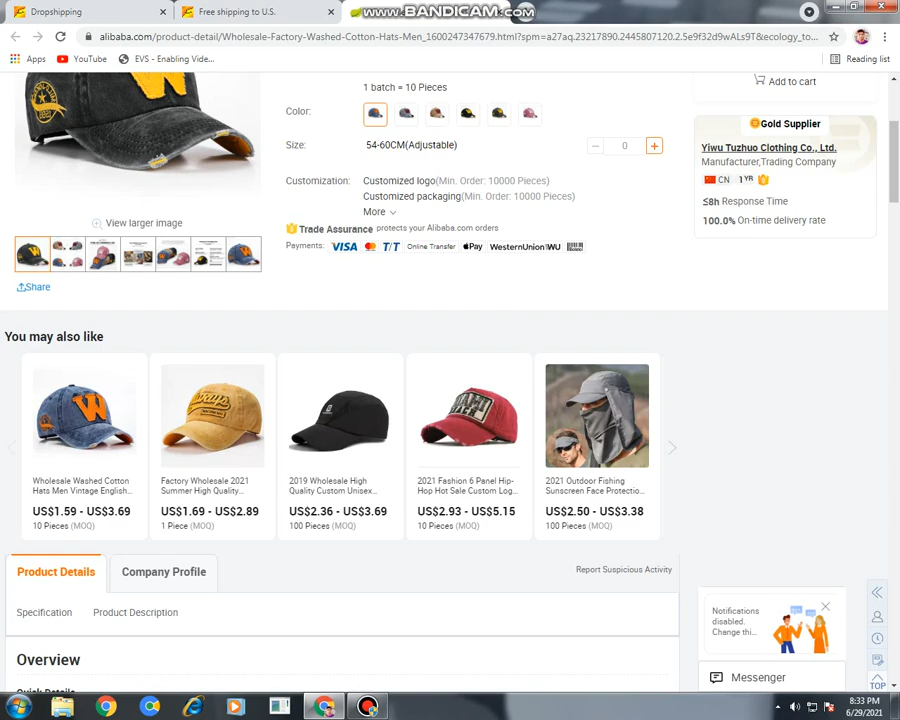 Dropshipping
Free shipping to U.S.
www.BANDICAM.com
alibaba.com/product-detail/Wholesale-Factory-Washed-Cotton-Hats-Men_1600247347679.html?spm=a27aq.23217890.2445807120.2.5e9f32d9wALs9T&ecology_to...
Apps
YouTube
EVS - Enabling Vide...
Reading list
1 batch = 10 Pieces
Add to cart
Color:
Size:
54-60CM(Adjustable)
0
Customization:
Customized logo(Min. Order: 10000 Pieces)
Customized packaging(Min. Order: 10000 Pieces)
More
Trade Assurance protects your Alibaba.com orders
Payments:
VISA
T/T
Online Transfer
Pay
WesternUnion WU
Gold Supplier
Yiwu Tuzhuo Clothing Co., Ltd.
Manufacturer,Trading Company
CN 1YR
≤8h Response Time
100.0% On-time delivery rate
View larger image
Share
You may also like
Wholesale Washed Cotton
Hats Men Vintage English...
US$1.59 - US$3.69
10 Pieces (MOQ)
Factory Wholesale 2021
Summer High Quality...
US$1.69 - US$2.89
1 Piece (MOQ)
2019 Wholesale High
Quality Custom Unisex...
US$2.36 - US$3.69
100 Pieces (MOQ)
2021 Fashion 6 Panel Hip-
Hop Hot Sale Custom Log...
US$2.93 - US$5.15
10 Pieces (MOQ)
2021 Outdoor Fishing
Sunscreen Face Protectio...
US$2.50 - US$3.38
100 Pieces (MOQ)
Product Details
Company Profile
Report Suspicious Activity
Specification
Product Description
Overview
Quick Details
Notifications
disabled.
Change thi...
Messenger
TOP
8:33 PM
6/29/2021